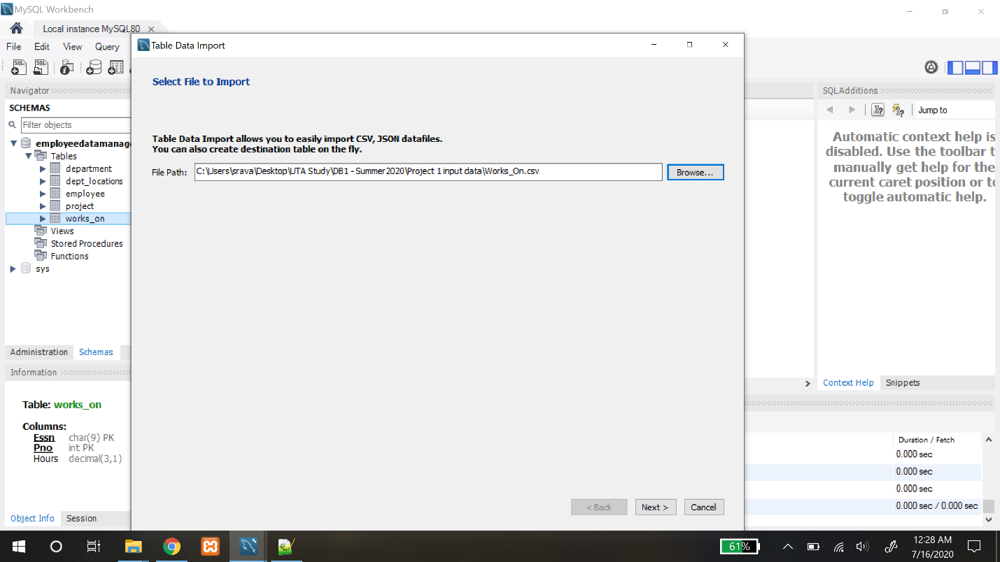 MySQL Workbench
Local instance MySQL80
File Edit View Query
Table Data Import
Select File to Import
Table Data Import allows you to easily import CSV, JSON datafiles.
You can also create destination table on the fly.
File Path: C:\Users\srava\Desktop\UTA Study\DB1 - Summer2020\Project 1 input data\Works_On.csv Browse...
< Back Next > Cancel
Navigator
SCHEMAS
Filter objects
employeedatamanag
Tables
department
dept_locations
employee
project
works_on
Views
Stored Procedures
Functions
sys
Administration Schemas
Information
Table: works_on
Columns:
Essn char(9) PK
Pno int PK
Hours decimal(3,1)
Object Info Session
SQLAdditions
Jump to
Automatic context help is
disabled. Use the toolbar t
manually get help for the
current caret position or to
toggle automatic help.
Context Help Snippets
Duration / Fetch
0.000 sec
0.000 sec
0.000 sec
0.000 sec / 0.000 sec
61%
12:28 AM
7/16/2020